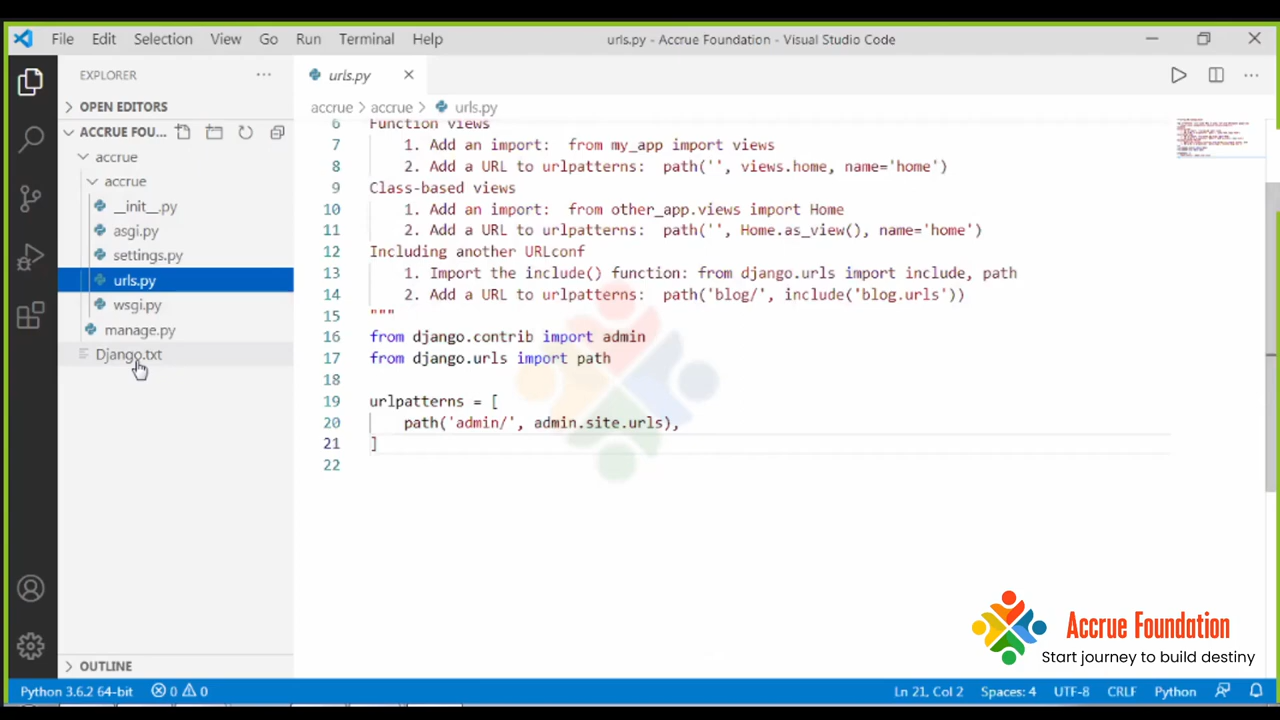 File Edit Selection View Go Run Terminal Help
urls.py - Accrue Foundation - Visual Studio Code
EXPLORER
OPEN EDITORS
ACCRUE FOU...
accrue
accrue
__init__.py
asgi.py
settings.py
urls.py
wsgi.py
manage.py
Django.txt
OUTLINE
urls.py
accrue > accrue > urls.py
6 Function views
7 1. Add an import: from my_app import views
8 2. Add a URL to urlpatterns: path('', views.home, name='home')
9 Class-based views
10 1. Add an import: from other_app.views import Home
11 2. Add a URL to urlpatterns: path('', Home.as_view(), name='home')
12 Including another URLconf
13 1. Import the include() function: from django.urls import include, path
14 2. Add a URL to urlpatterns: path('blog/', include('blog.urls'))
15 """
16 from django.contrib import admin
17 from django.urls import path
18
19 urlpatterns = [
20 path('admin/', admin.site.urls),
21 ]
22
Accrue Foundation
Start journey to build destiny
Python 3.6.2 64-bit 0 0 Ln 21, Col 2 Spaces: 4 UTF-8 CRLF Python